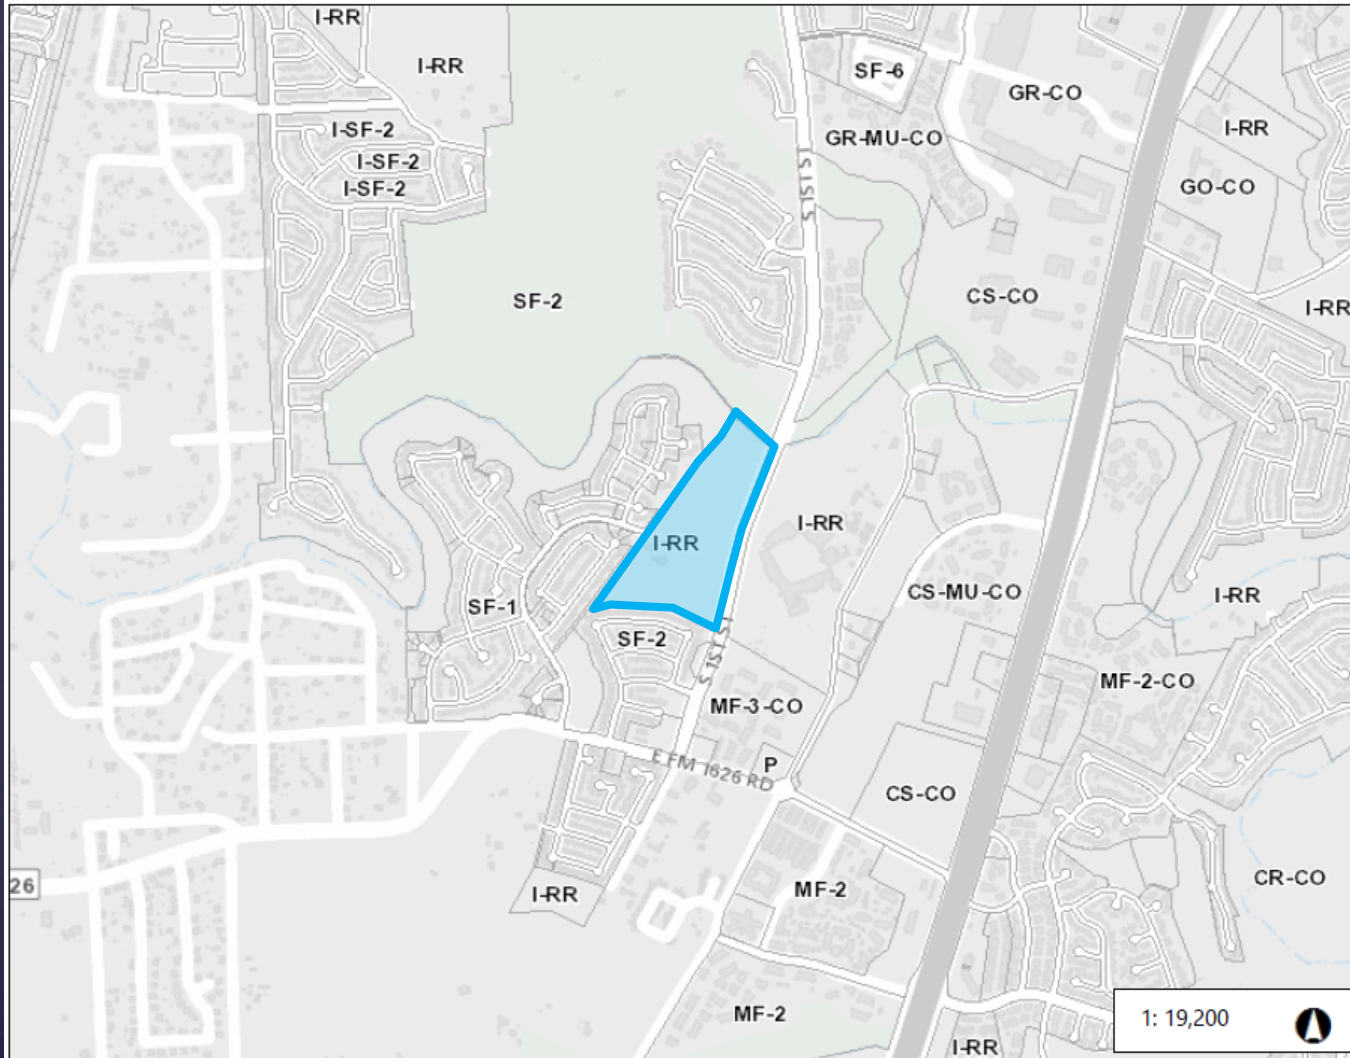 I-RR
I-RR
SF-6
GR-CO
I-SF-2
GR-MU-CO
I-RR
I-SF-2
I-SF-2
S 1ST ST
GO-CO
SF-2
CS-CO
I-RR
I-RR
I-RR
CS-MU-CO
I-RR
SF-1
SF-2
S 1ST ST
MF-2-CO
MF-3-CO
P
E FM 1626 RD
CS-CO
26
I-RR
MF-2
CR-CO
MF-2
1: 19,200
I-RR